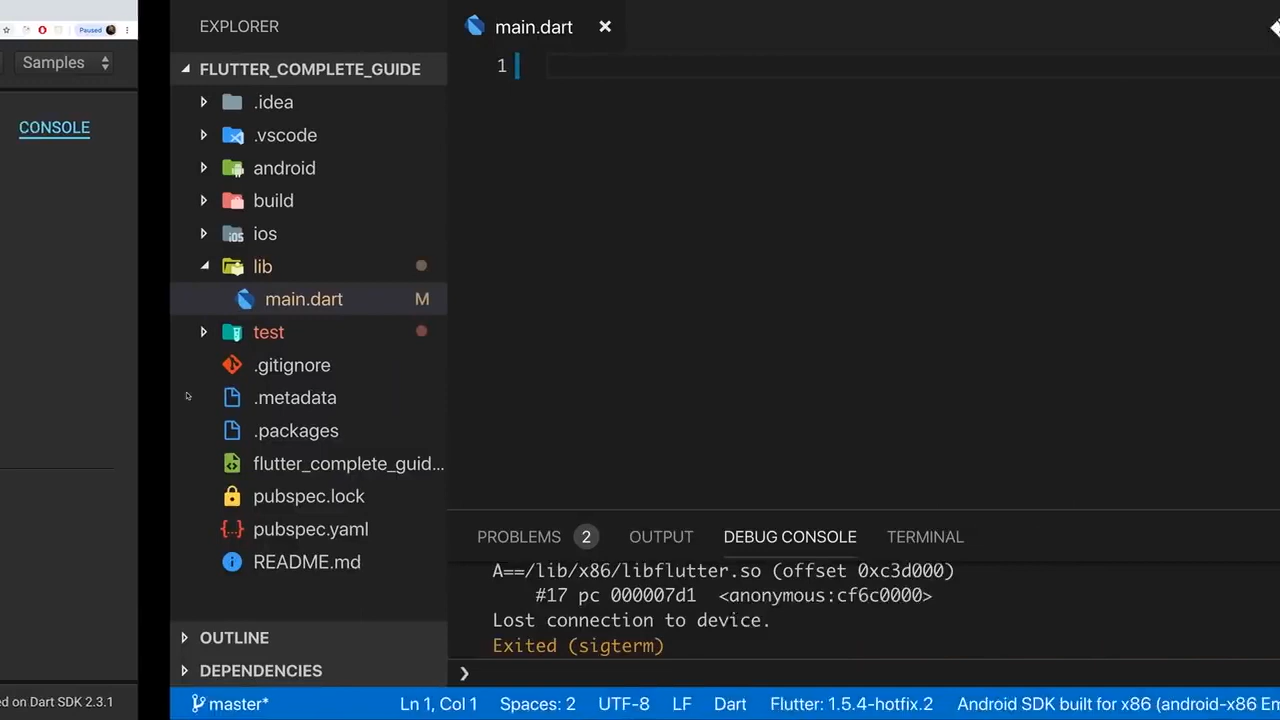 Paused
Samples
CONSOLE
ed on Dart SDK 2.3.1
EXPLORER
FLUTTER_COMPLETE_GUIDE
.idea
.vscode
android
build
ios
lib
main.dart M
test
.gitignore
.metadata
.packages
flutter_complete_guid...
pubspec.lock
pubspec.yaml
README.md
OUTLINE
DEPENDENCIES
main.dart
1
PROBLEMS 2 OUTPUT DEBUG CONSOLE TERMINAL
A==/lib/x86/libflutter.so (offset 0xc3d000)
#17 pc 000007d1 <anonymous:cf6c0000>
Lost connection to device.
Exited (sigterm)
master* Ln 1, Col 1 Spaces: 2 UTF-8 LF Dart Flutter: 1.5.4-hotfix.2 Android SDK built for x86 (android-x86 Em